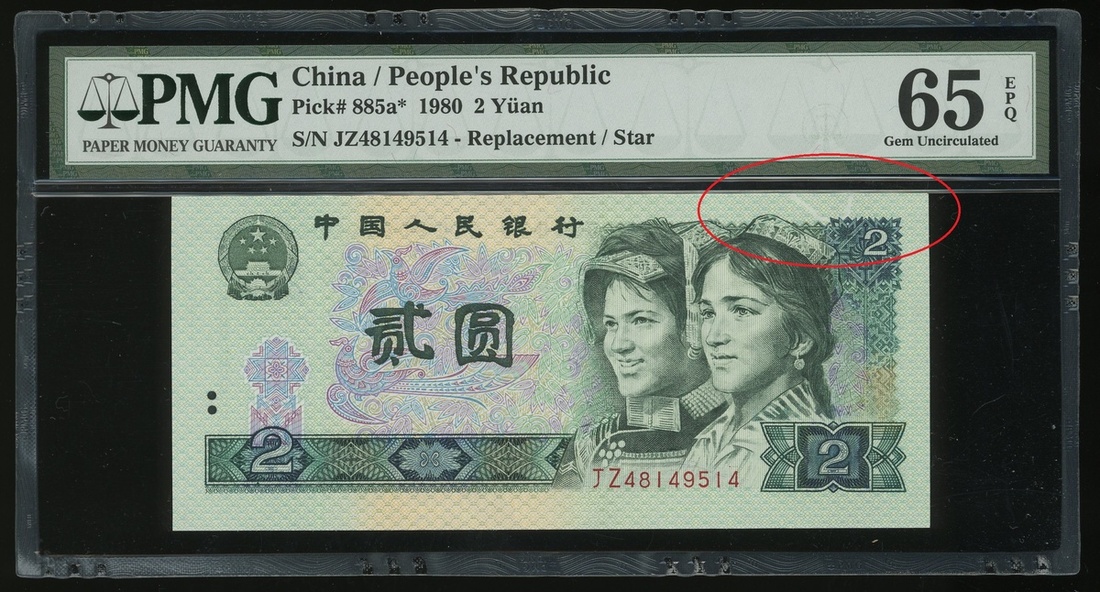 PMG
PAPER MONEY GUARANTY
China / People's Republic
Pick# 885a* 1980 2 Yüan
S/N JZ48149514 - Replacement / Star
65
EPQ
Gem Uncirculated
中国人民银行
2
贰圆
2
2
JZ48149514